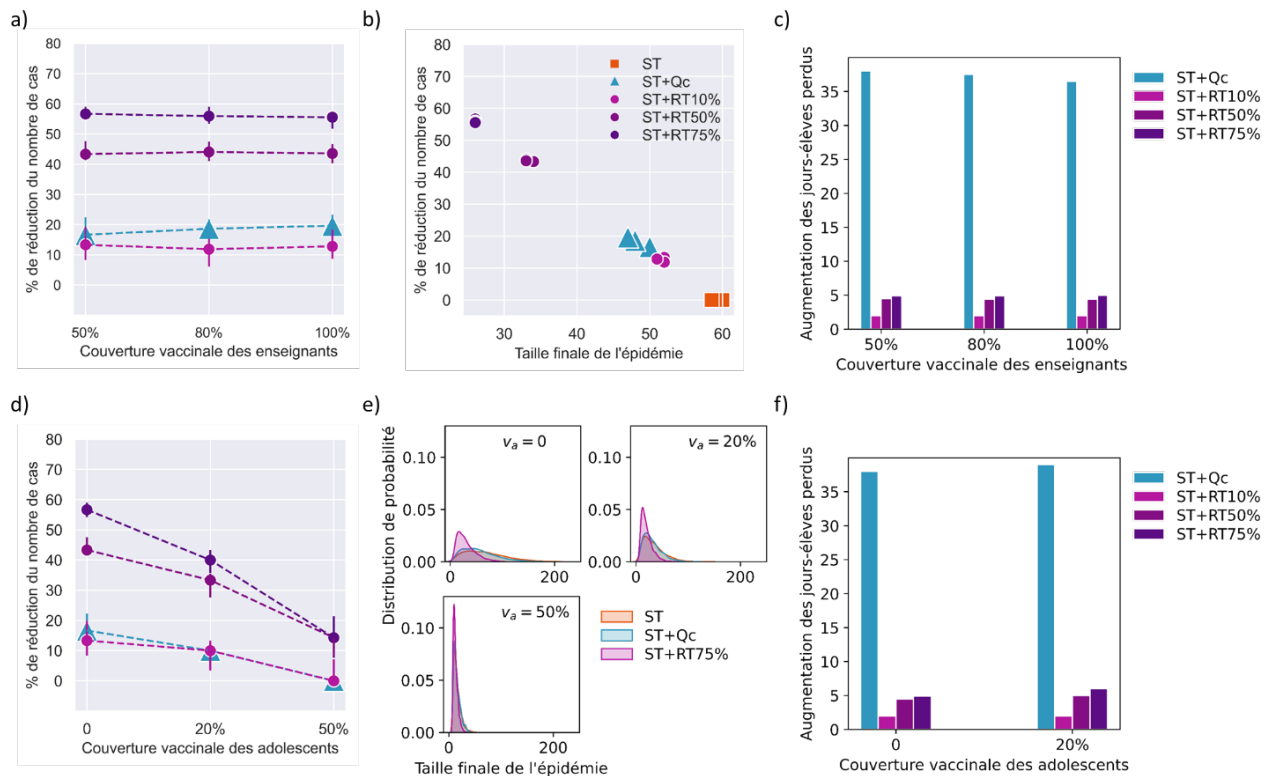 a)
% de réduction du nombre de cas
80
70
60
50
40
30
20
10
0
50%
80%
100%
Couverture vaccinale des enseignants
b)
% de réduction du nombre de cas
80
70
60
50
40
30
20
10
0
ST
ST+Qc
ST+RT10%
ST+RT50%
ST+RT75%
30
40
50
60
Taille finale de l'épidémie
c)
Augmentation des jours-élèves perdus
35
30
25
20
15
10
5
0
50%
80%
100%
Couverture vaccinale des enseignants
ST+Qc
ST+RT10%
ST+RT50%
ST+RT75%
d)
% de réduction du nombre de cas
80
70
60
50
40
30
20
10
0
0
20%
50%
Couverture vaccinale des adolescents
e)
Distribution de probabilité
0.10
0.05
0.00
v_a = 0
0
200
0.10
0.05
0.00
v_a = 20%
0
200
0.10
0.05
0.00
v_a = 50%
0
200
ST
ST+Qc
ST+RT75%
Taille finale de l'épidémie
f)
Augmentation des jours-élèves perdus
35
30
25
20
15
10
5
0
0
20%
Couverture vaccinale des adolescents
ST+Qc
ST+RT10%
ST+RT50%
ST+RT75%